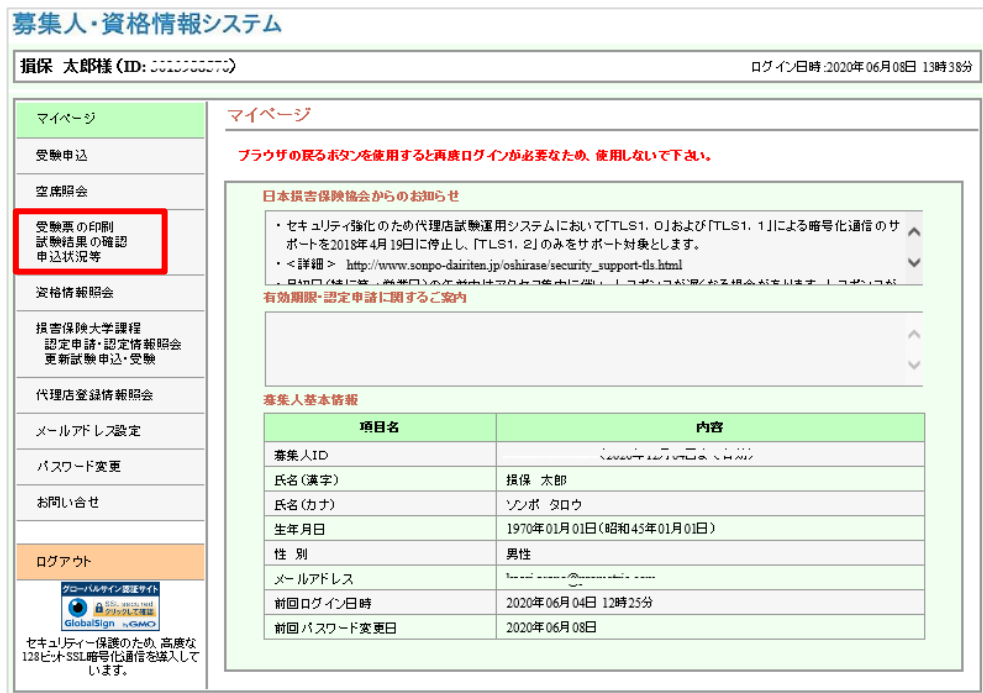 募集人・資格情報システム
損保 太郎様(ID: )
ログイン日時:2020年06月08日 13時38分
マイページ
受験申込
空席照会
受験票の印刷
試験結果の確認
申込状況等
資格情報照会
損害保険大学課程
認定申請・認定情報照会
更新試験申込・受験
代理店登録情報照会
メールアドレス設定
パスワード変更
お問い合せ
ログアウト
グローバルサイン認証サイト
SSL secured
クリックして確認
GlobalSign by GMO
セキュリティー保護のため、高度な
128ビットSSL暗号化通信を導入して
います。
マイページ
ブラウザの戻るボタンを使用すると再度ログインが必要なため、使用しないで下さい。
日本損害保険協会からのお知らせ
・セキュリティ強化のため代理店試験運用システムにおいて「TLS1.0」および「TLS1.1」による暗号化通信のサ
ポートを2018年4月19日に停止し、「TLS1.2」のみをサポート対象とします。
・<詳細> http://www.sonpo-dairiten.jp/oshirase/security_support-tls.html
有効期限・認定申請に関するご案内
募集人基本情報
項目名 内容
募集人ID
氏名(漢字) 損保 太郎
氏名(カナ) ソンポ タロウ
生年月日 1970年01月01日(昭和45年01月01日)
性 別 男性
メールアドレス
前回ログイン日時 2020年06月04日 12時25分
前回パスワード変更日 2020年06月08日